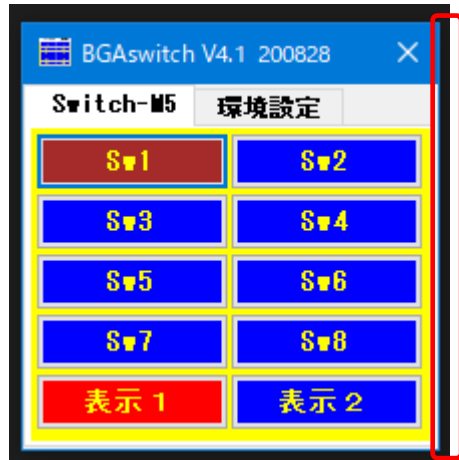 BGAswitch V4.1 200828
Switch-M5 環境設定
Sw1 Sw2
Sw3 Sw4
Sw5 Sw6
Sw7 Sw8
表示１ 表示２